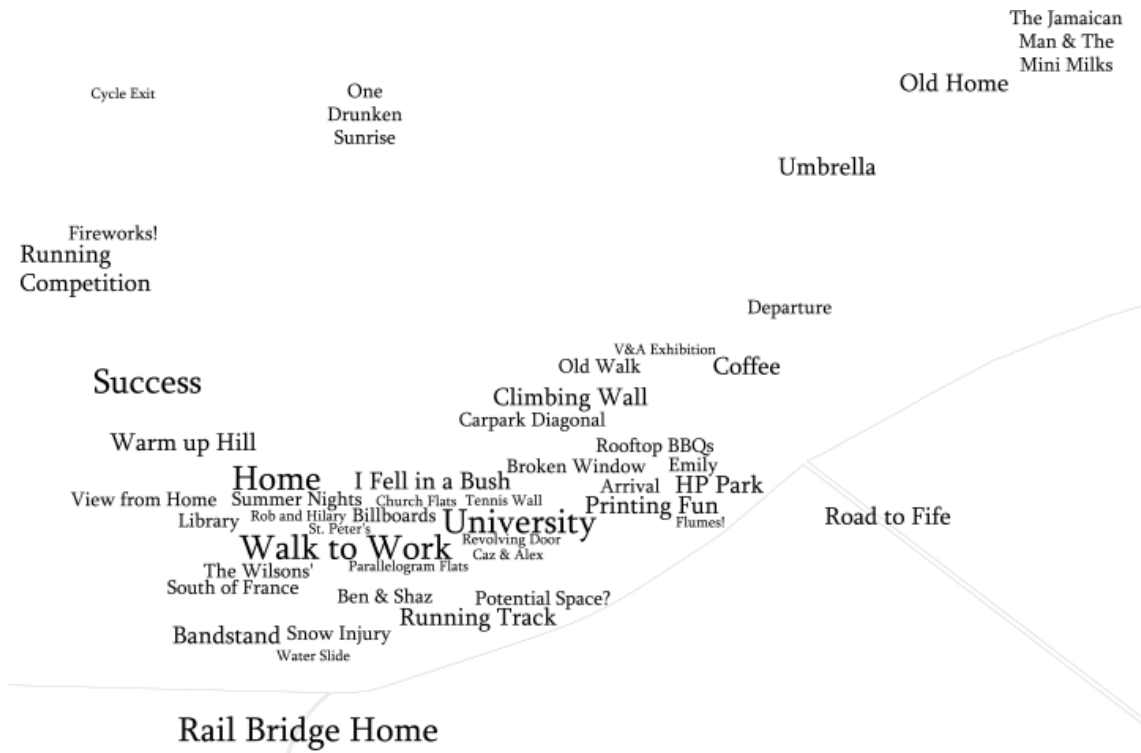 The Jamaican
Man & The
Mini Milks
Old Home
Cycle Exit
One
Drunken
Sunrise
Umbrella
Fireworks!
Running
Competition
Departure
V&A Exhibition
Old Walk
Coffee
Success
Climbing Wall
Carpark Diagonal
Warm up Hill
Rooftop BBQs
Broken Window
Emily
Home
I Fell in a Bush
Arrival
HP Park
View from Home
Summer Nights
Church Flats
Tennis Wall
Printing Fun
Library
Rob and Hilary
Billboards
University
Flumes!
Road to Fife
St. Peter's
Walk to Work
Revolving Door
Caz & Alex
The Wilsons'
Parallelogram Flats
South of France
Ben & Shaz
Potential Space?
Running Track
Bandstand
Snow Injury
Water Slide
Rail Bridge Home